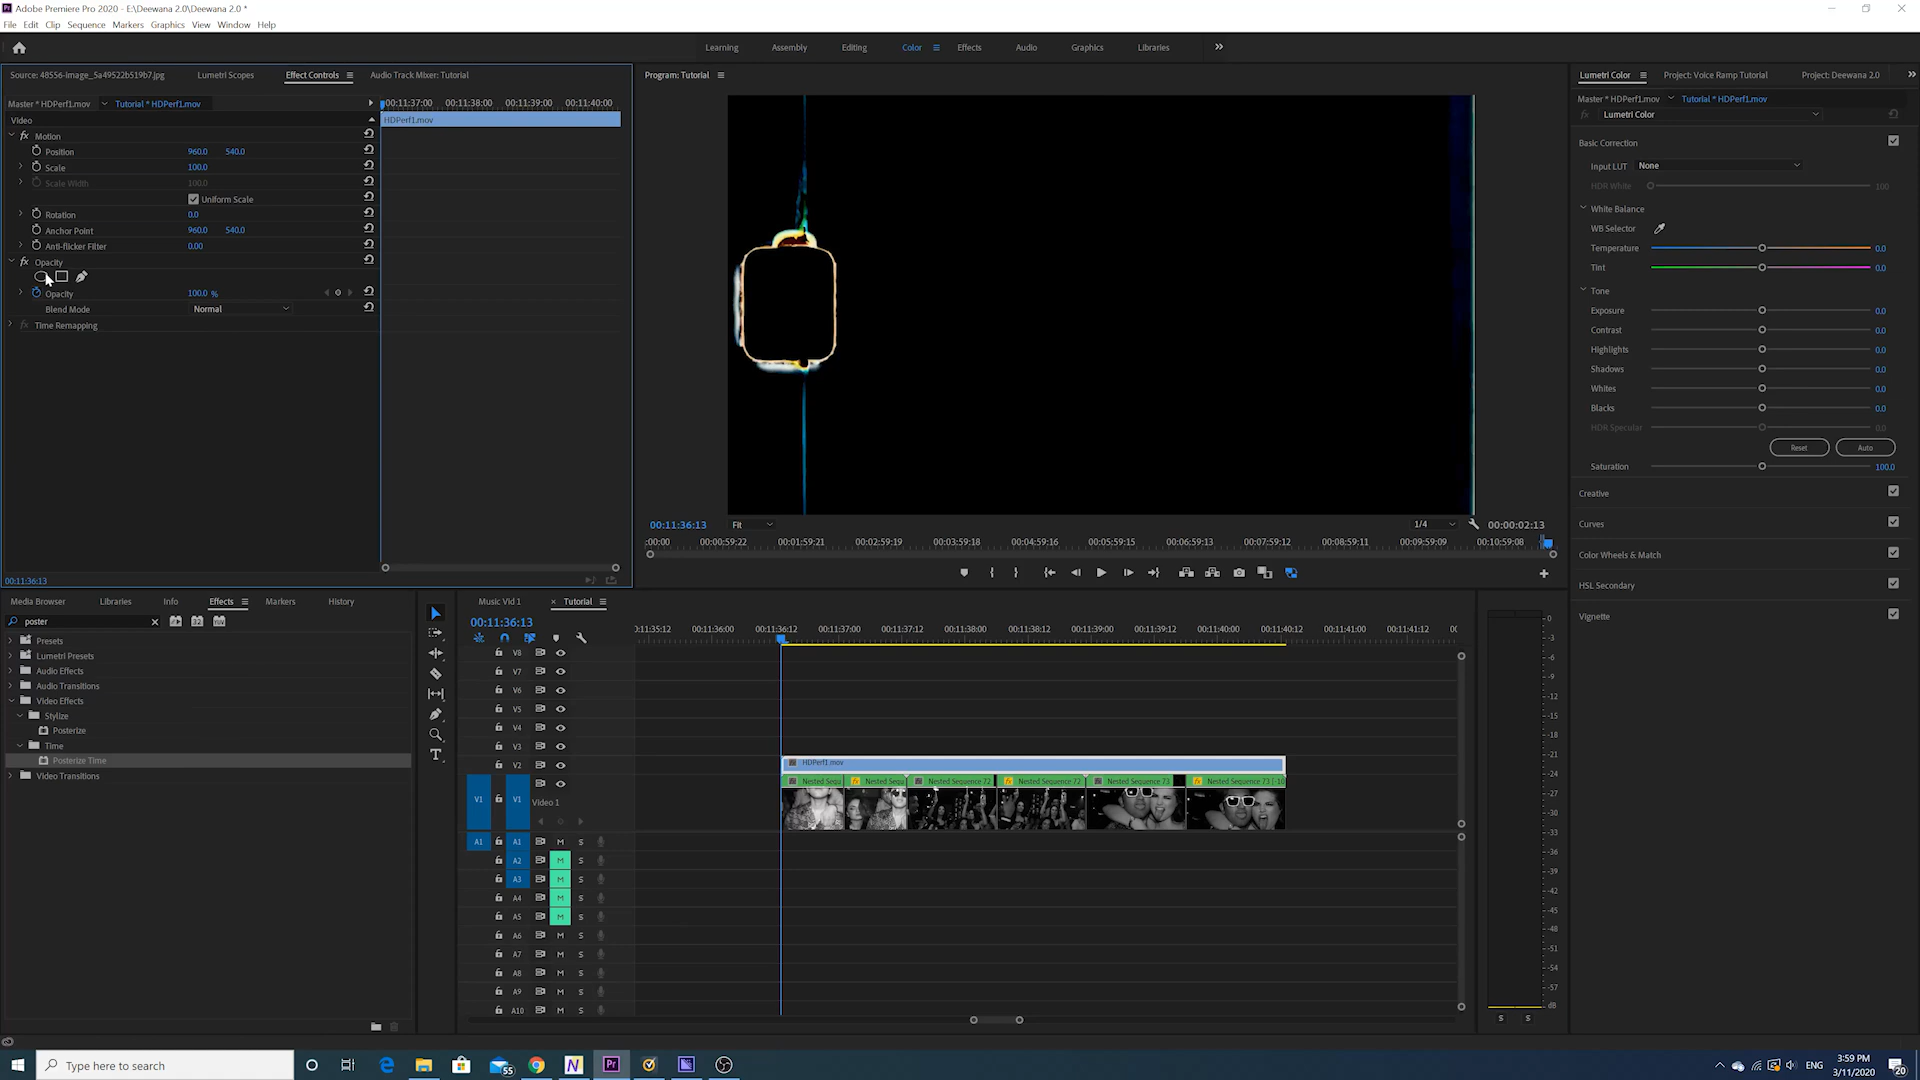 Adobe Premiere Pro 2020 - E:\Deewana 2.0\Deewana 2.0 *
File Edit Clip Sequence Markers Graphics View Window Help
Learning Assembly Editing Color Effects Audio Graphics Libraries
Source: 48556-image_5a49522b519b7.jpg Lumetri Scopes Effect Controls Audio Track Mixer: Tutorial
Program: Tutorial
Lumetri Color Project: Voice Ramp Tutorial Project: Deewana 2.0
Master * HDPerf1.mov Tutorial * HDPerf1.mov
00:11:37:00 00:11:38:00 00:11:39:00 00:11:40:00
Video
HDPerf1.mov
fx Motion
Position 960.0 540.0
Scale 100.0
Scale Width 100.0
Uniform Scale
Rotation 0.0
Anchor Point 960.0 540.0
Anti-flicker Filter 0.00
fx Opacity
Opacity 100.0 %
Blend Mode Normal
fx Time Remapping
00:11:36:13
00:11:36:13 Fit 1/4 00:00:02:13
:00:00 00:00:59:22 00:01:59:21 00:02:59:19 00:03:59:18 00:04:59:16 00:05:59:15 00:06:59:13 00:07:59:12 00:08:59:11 00:09:59:09 00:10:59:08
Master * HDPerf1.mov Tutorial * HDPerf1.mov
fx Lumetri Color
Basic Correction
Input LUT None
HDR White 100
White Balance
WB Selector
Temperature 0.0
Tint 0.0
Tone
Exposure 0.0
Contrast 0.0
Highlights 0.0
Shadows 0.0
Whites 0.0
Blacks 0.0
HDR Specular 0.0
Reset Auto
Saturation 100.0
Creative
Curves
Color Wheels & Match
HSL Secondary
Vignette
Media Browser Libraries Info Effects Markers History
poster
Presets
Lumetri Presets
Audio Effects
Audio Transitions
Video Effects
Stylize
Posterize
Time
Posterize Time
Video Transitions
Music Vid 1 × Tutorial
00:11:36:13
0:11:35:12 00:11:36:00 00:11:36:12 00:11:37:00 00:11:37:12 00:11:38:00 00:11:38:12 00:11:39:00 00:11:39:12 00:11:40:00 00:11:40:12 00:11:41:00 00:11:41:12 00
V8
V7
V6
V5
V4
V3
V2 HDPerf1.mov
Nested Sequ Nested Sequ Nested Sequence 72 Nested Sequence 72 Nested Sequence 73 Nested Sequence 73 [-10
V1 V1 Video 1
A1 A1 M S
A2 M S
A3 M S
A4 M S
A5 M S
A6 M S
A7 M S
A8 M S
A9 M S
A10 M S
0
-3
-6
-9
-12
-15
-18
-21
-24
-27
-30
-33
-36
-39
-42
-45
-48
-51
-54
-57
dB
S S
Type here to search
55
Pr
ENG
3:59 PM
3/11/2020
20